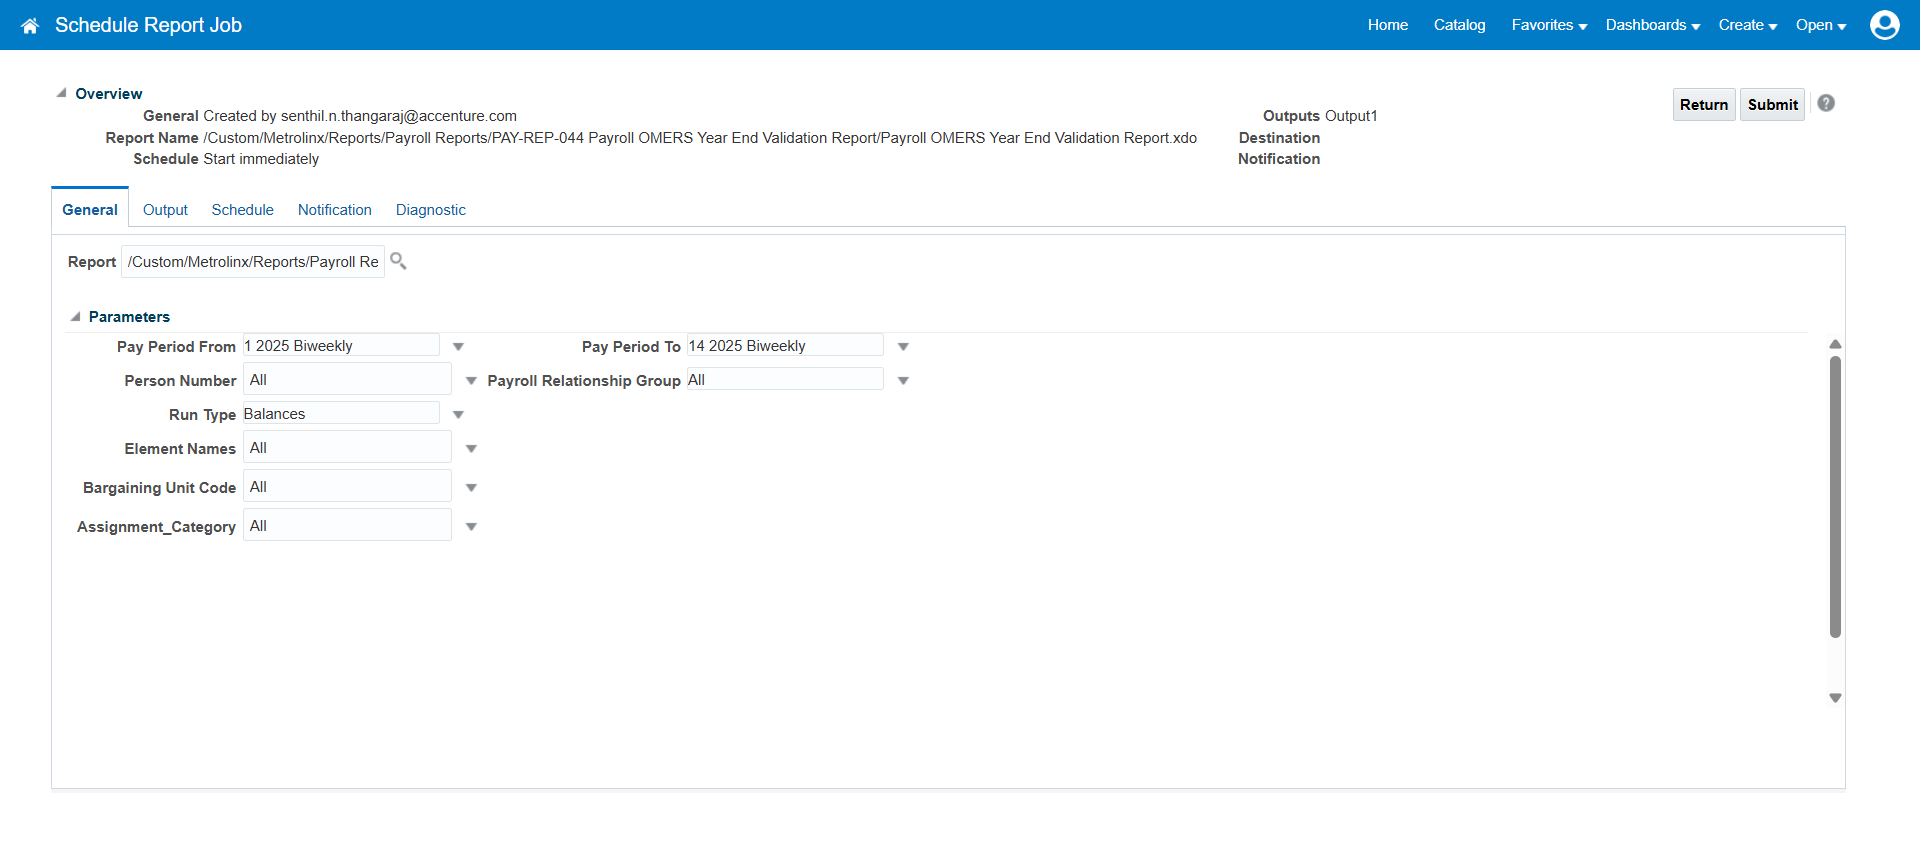 Schedule Report Job
Home Catalog Favorites Dashboards Create Open
Overview
Return Submit ?
General Created by senthil.n.thangaraj@accenture.com
Outputs Output1
Report Name /Custom/Metrolinx/Reports/Payroll Reports/PAY-REP-044 Payroll OMERS Year End Validation Report/Payroll OMERS Year End Validation Report.xdo
Destination
Schedule Start immediately
Notification
General Output Schedule Notification Diagnostic
Report /Custom/Metrolinx/Reports/Payroll Re
Parameters
Pay Period From 1 2025 Biweekly Pay Period To 14 2025 Biweekly
Person Number All Payroll Relationship Group All
Run Type Balances
Element Names All
Bargaining Unit Code All
Assignment_Category All